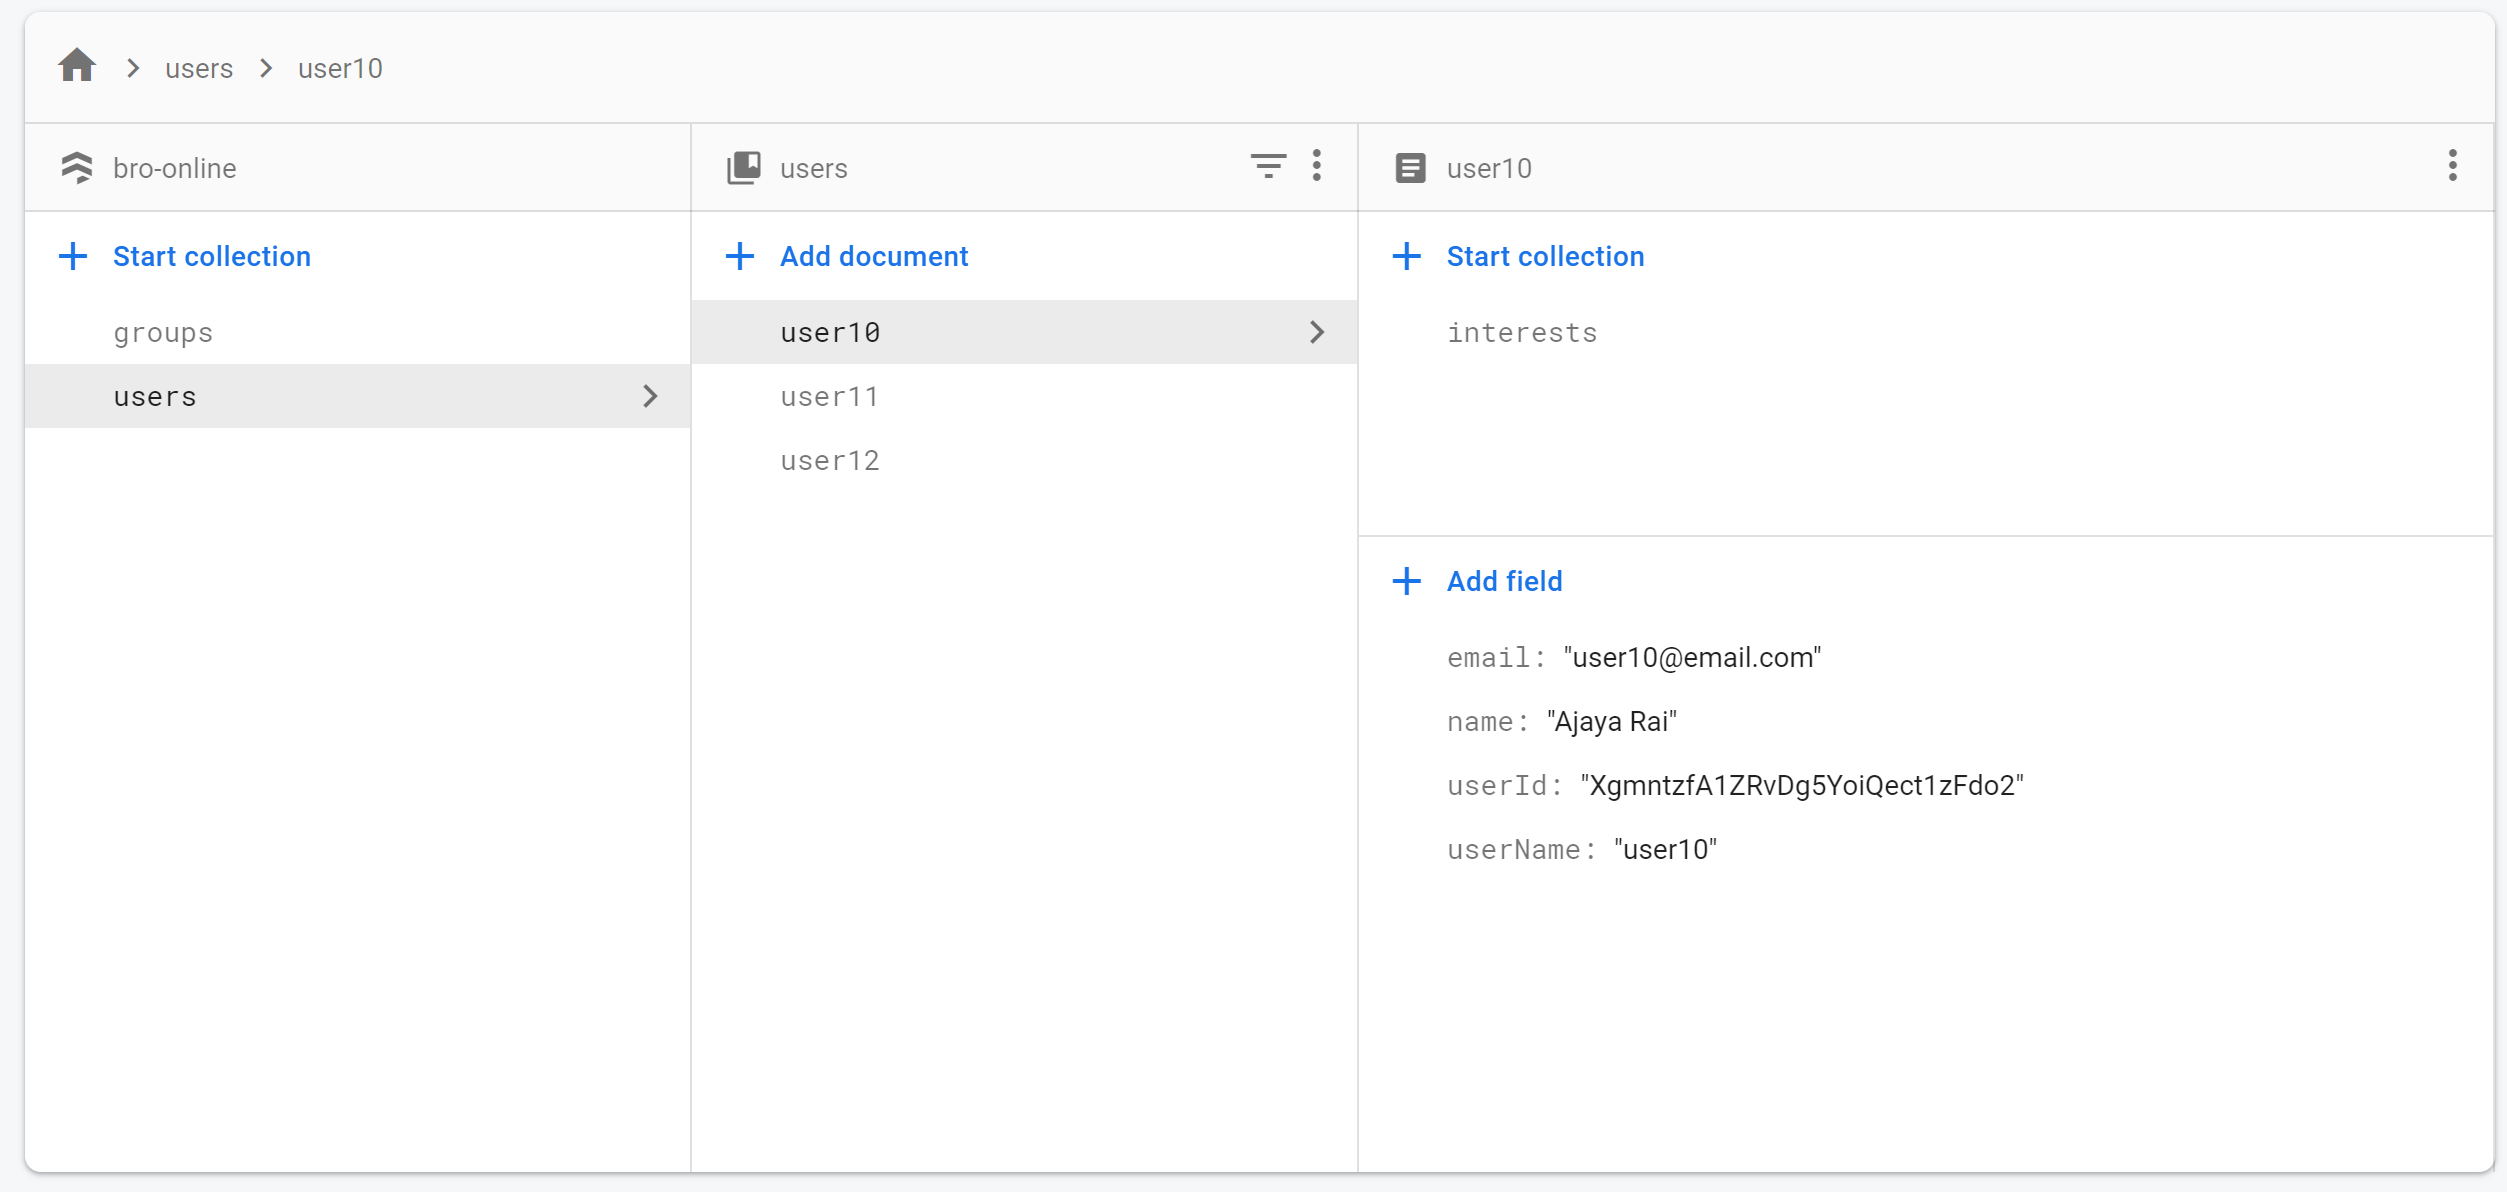 users
user10
bro-online
Start collection
groups
users
users
Add document
user10
user11
user12
user10
Start collection
interests
Add field
email: "user10@email.com"
name: "Ajaya Rai"
userId: "XgmntzfA1ZRvDg5YoiQect1zFdo2"
userName: "user10"